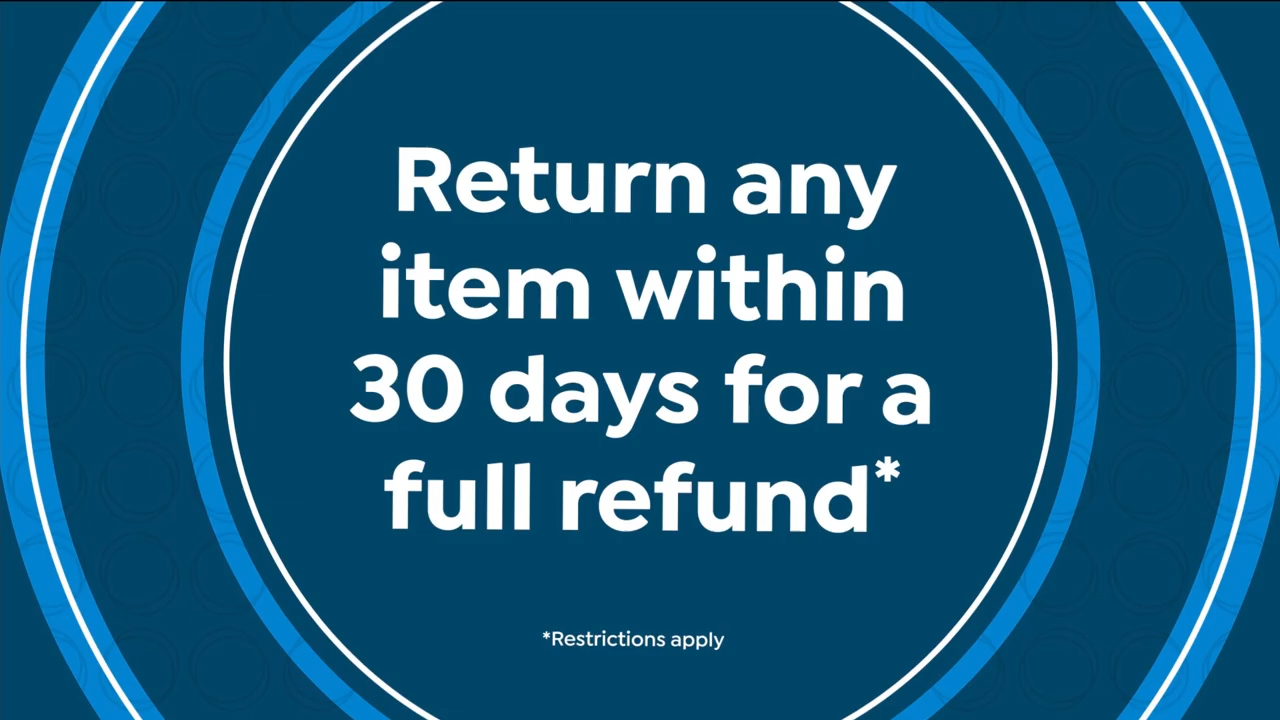 Return any
item within
30 days for a
full refund*
*Restrictions apply